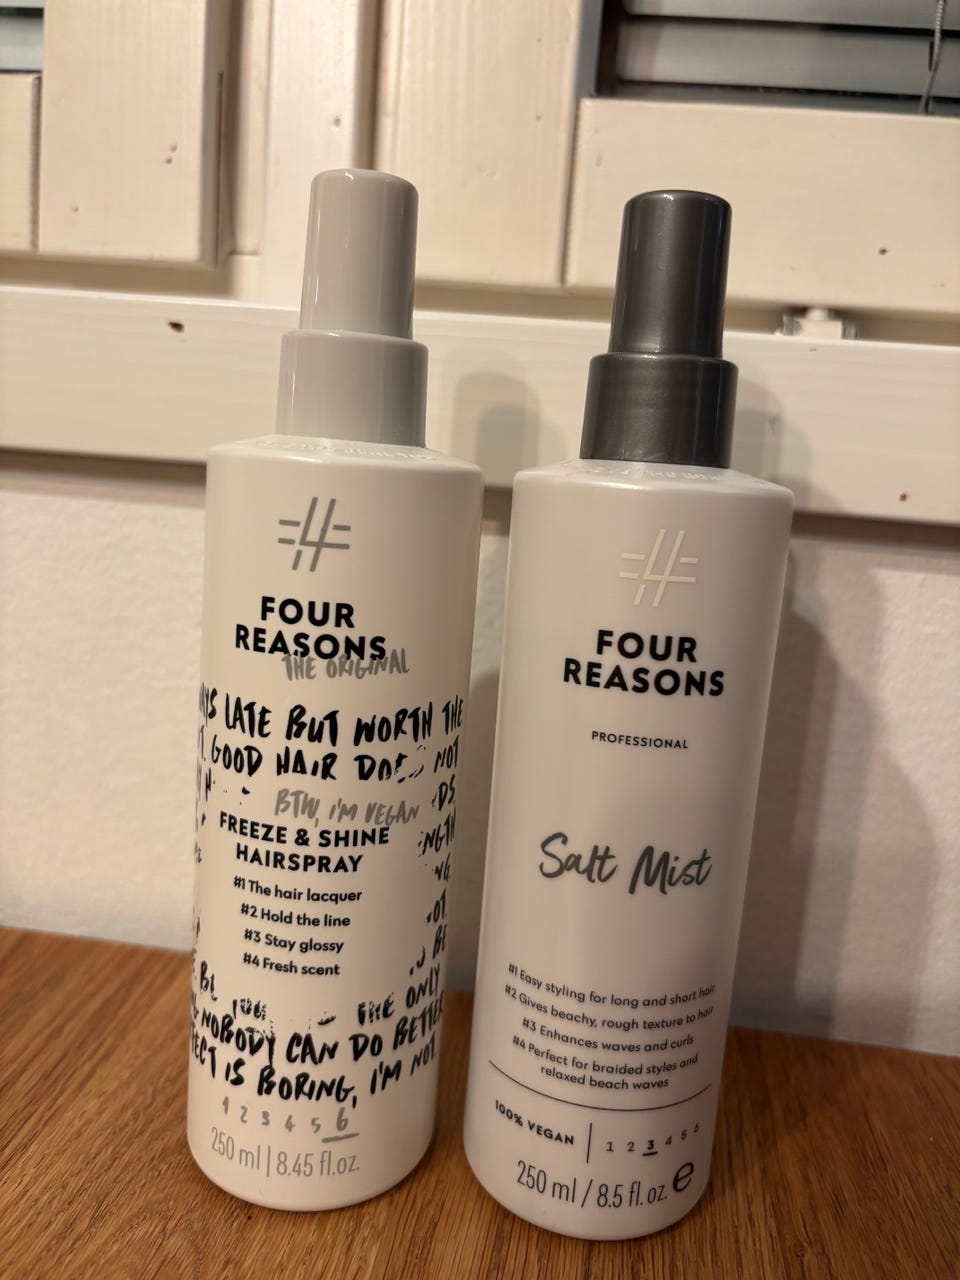 #
FOUR
REASONS
THE ORIGINAL
LATE BUT WORTH THE
GOOD HAIR DOES NOT
BTW, I'M VEGAN
FREEZE & SHINE
HAIRSPRAY
#1 The hair lacquer
#2 Hold the line
#3 Stay glossy
#4 Fresh scent
BE
THE ONLY
NOBODY CAN DO BETTER
IS BORING, I'M NOT
1 2 3 4 5 6
250 ml | 8.45 fl.oz.
#
FOUR
REASONS
PROFESSIONAL
Salt Mist
#1 Easy styling for long and short hair
#2 Gives beachy, rough texture to hair
#3 Enhances waves and curls
#4 Perfect for braided styles and
relaxed beach waves
100% VEGAN | 1 2 3 4 5 6
250 ml / 8.5 fl. oz. e